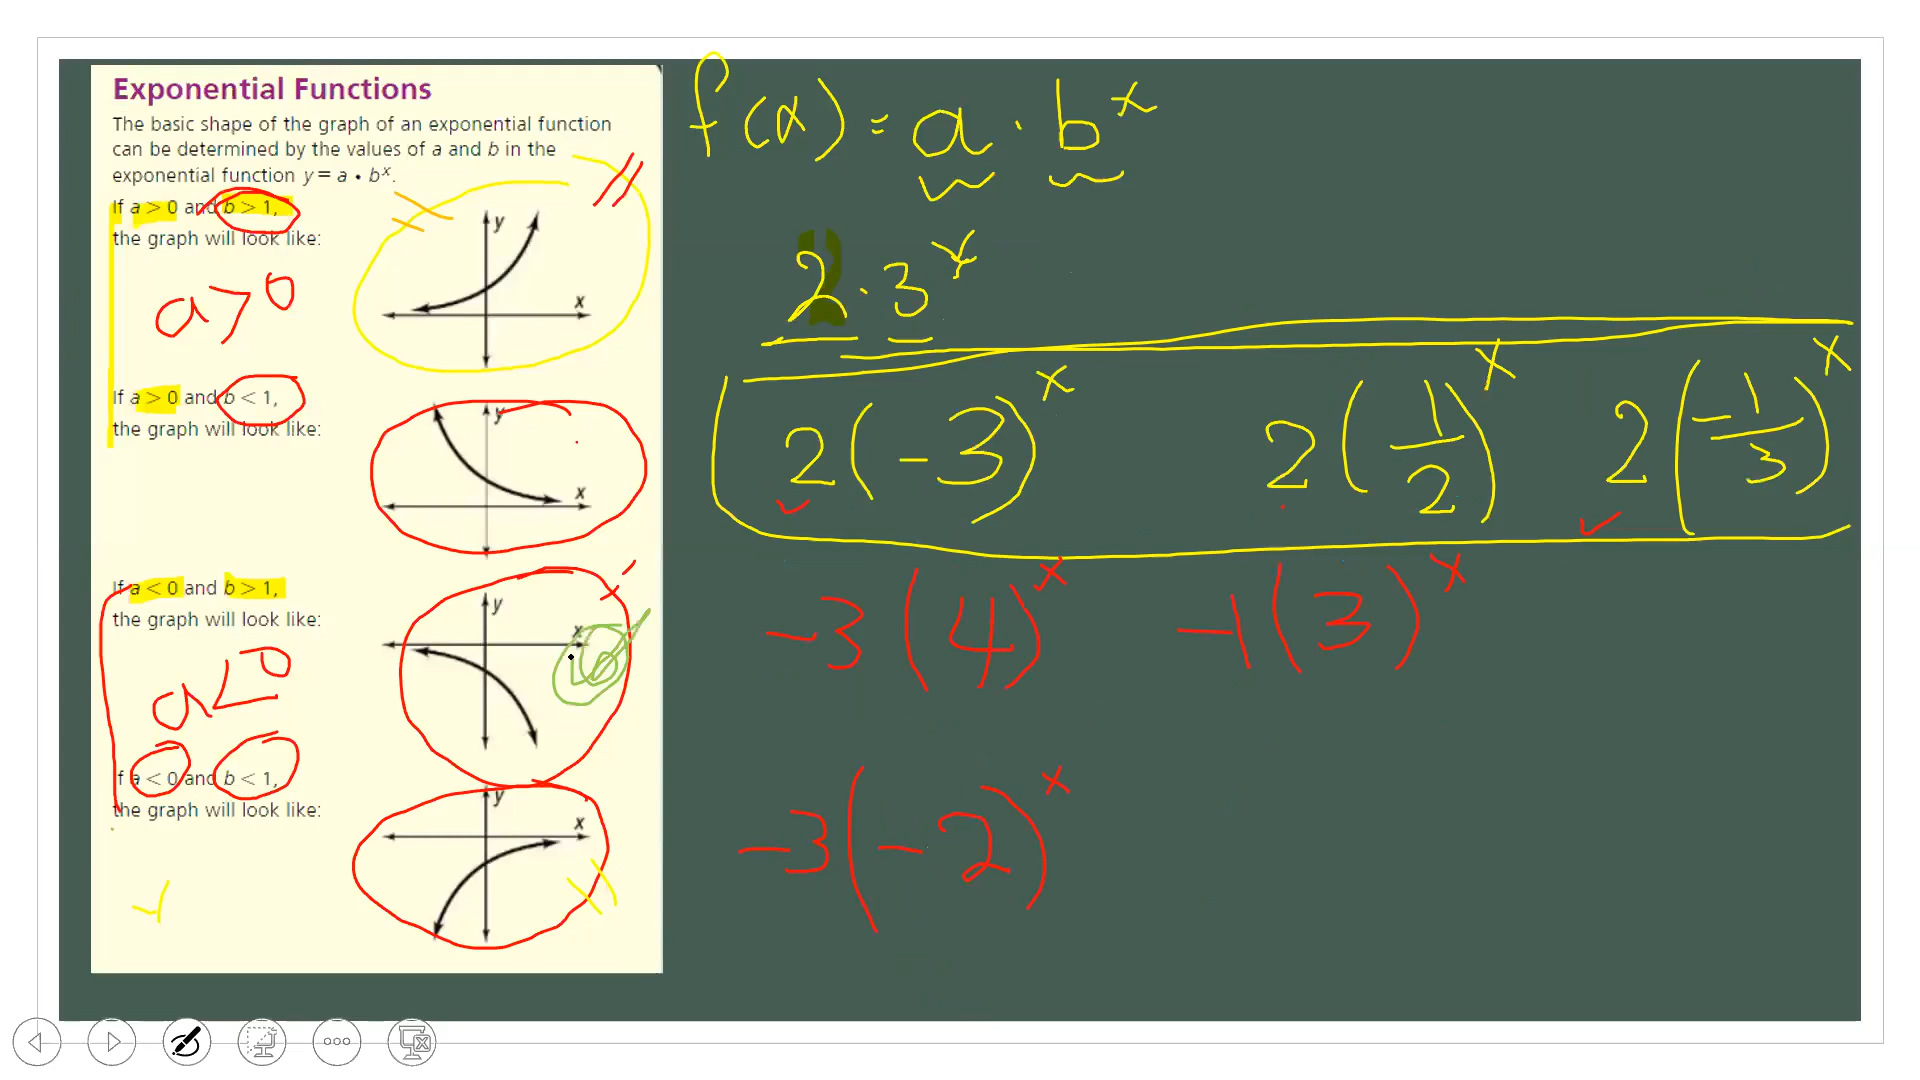 Exponential Functions
The basic shape of the graph of an exponential function
can be determined by the values of a and b in the
exponential function y = a • bˣ.
If a > 0 and b > 1,
the graph will look like:
y
x
a > 0
If a > 0 and b < 1,
the graph will look like:
y
x
If a < 0 and b > 1,
the graph will look like:
y
x
a < 0
If a < 0 and b < 1,
the graph will look like:
y
x
f(x) = a · bˣ
2 · 3ˣ
2(-3)ˣ 2(1/2)ˣ 2(-1/3)ˣ
-3(4)ˣ -1(3)ˣ
-3(-2)ˣ